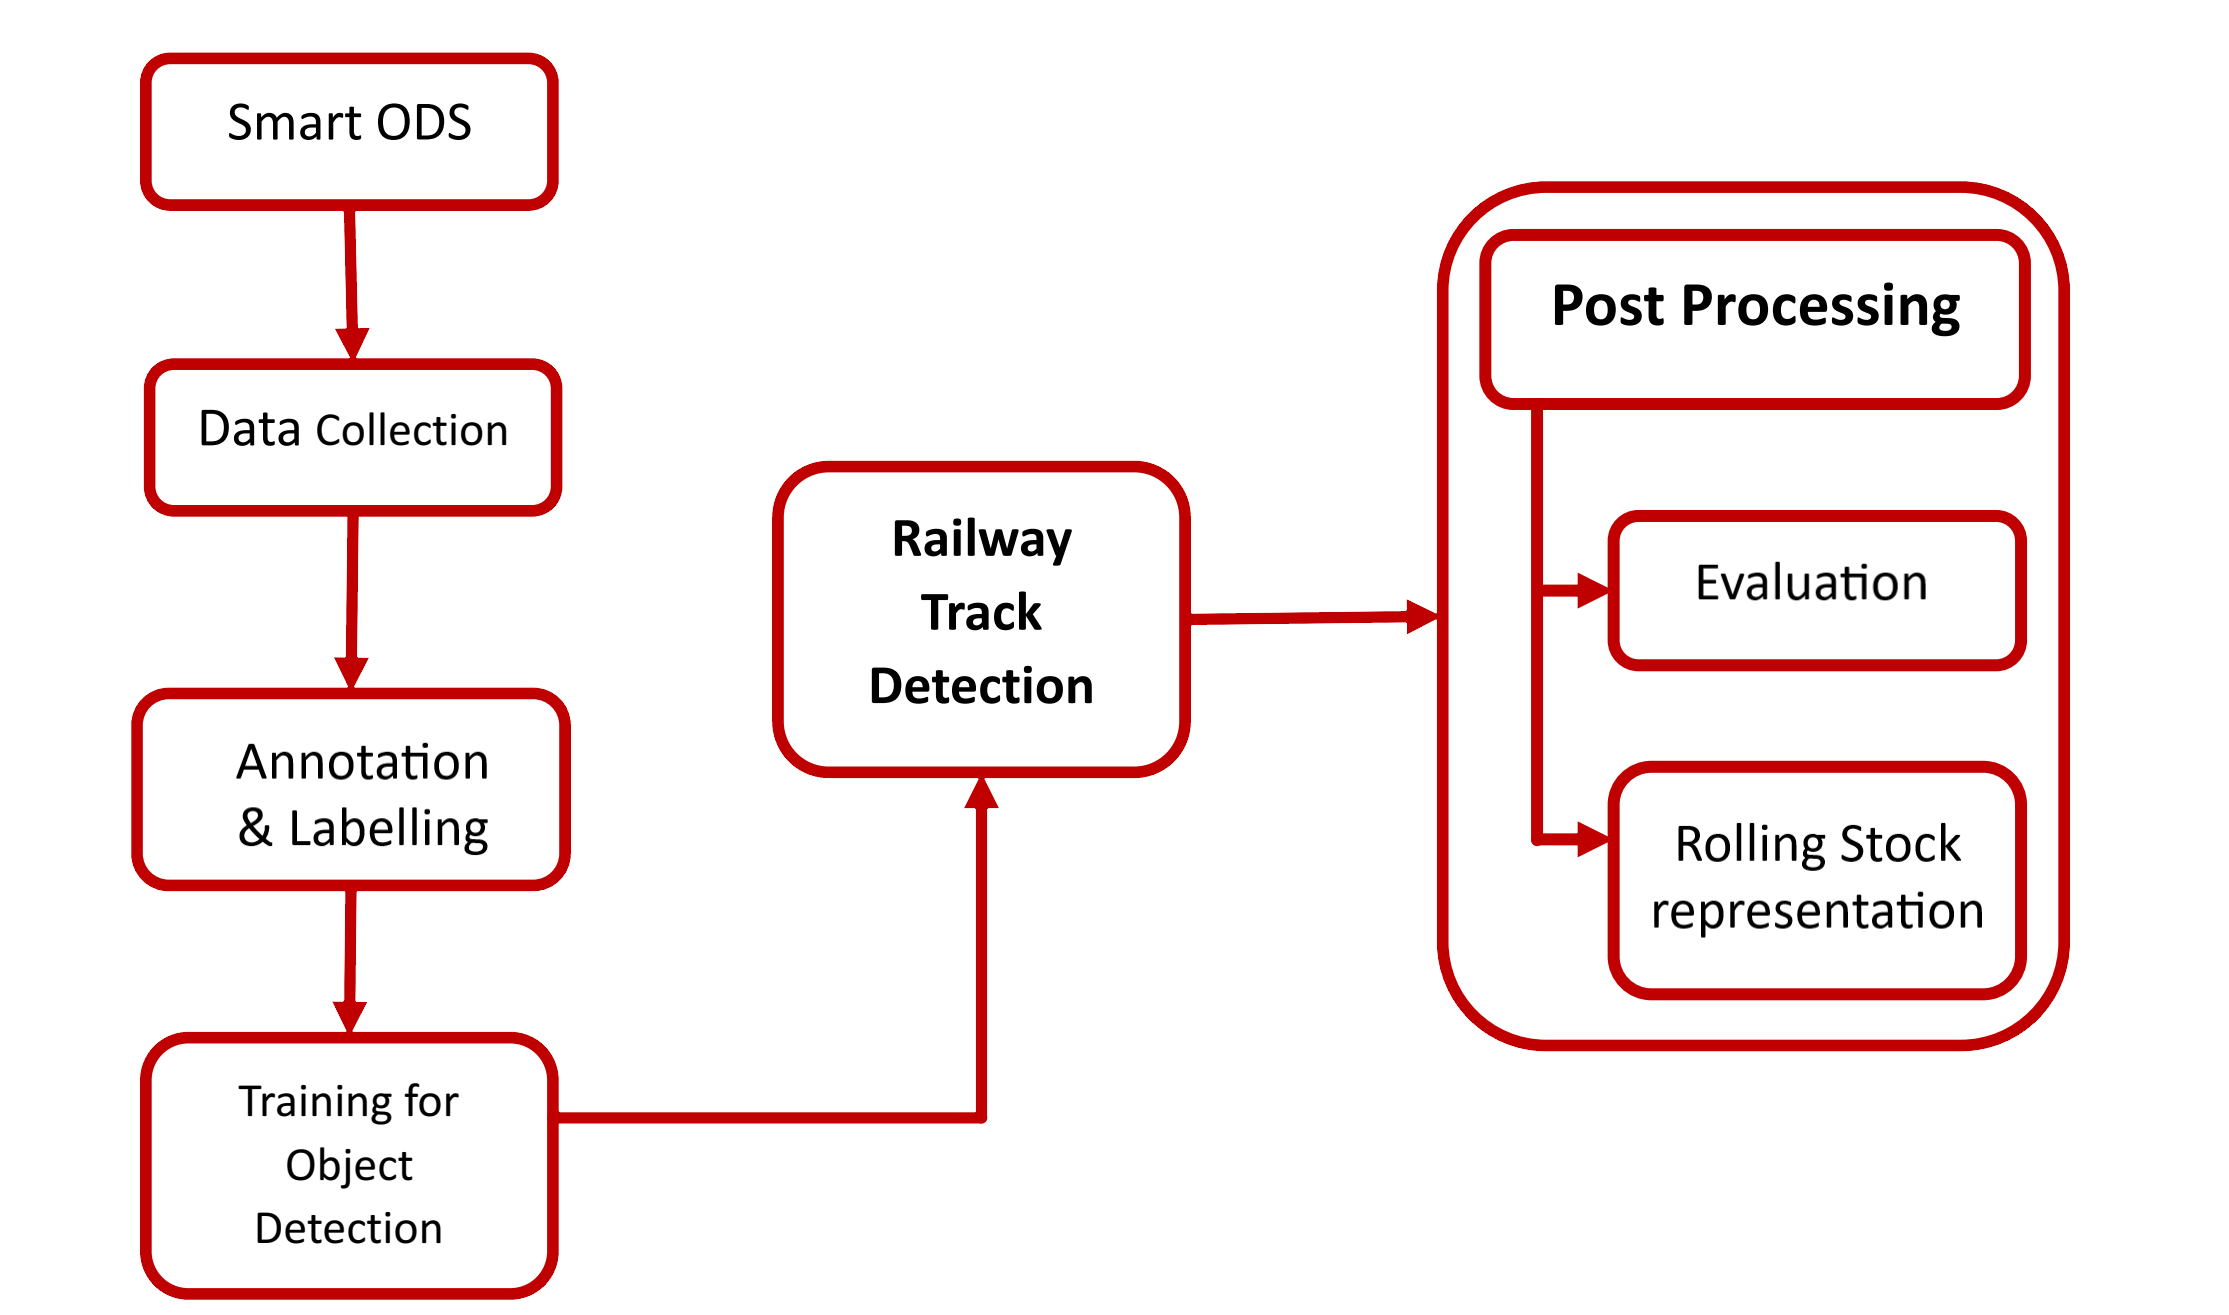 Smart ODS
Data Collection
Annotation
& Labelling
Training for
Object
Detection
Railway
Track
Detection
Post Processing
Evaluation
Rolling Stock
representation